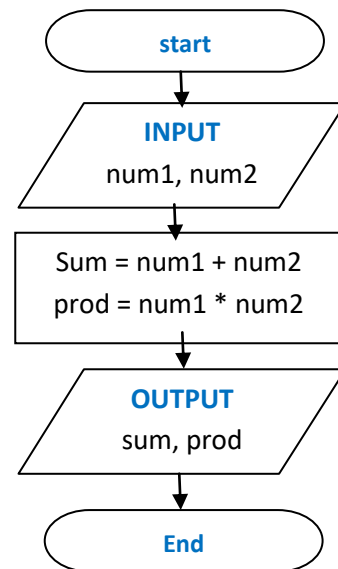 start
INPUT
num1, num2
Sum = num1 + num2
prod = num1 * num2
OUTPUT
sum, prod
End